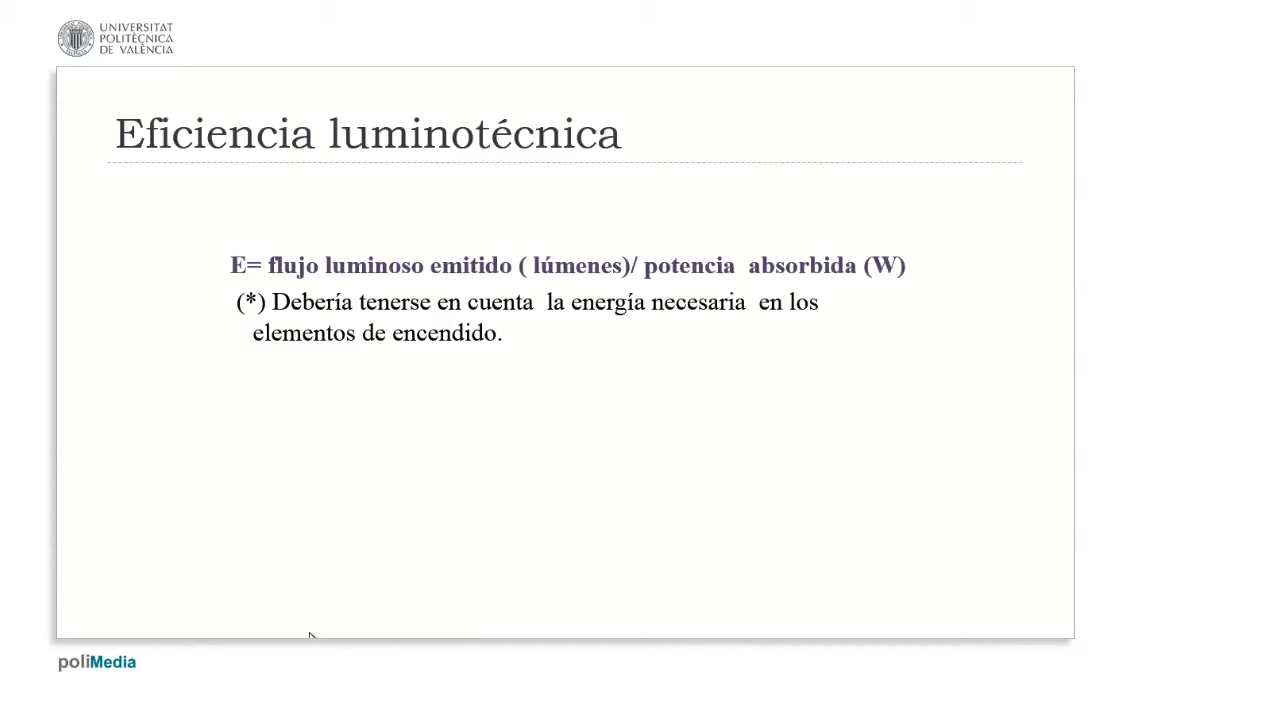 UNIVERSITAT
POLITÈCNICA
DE VALÈNCIA
Eficiencia luminotécnica
E= flujo luminoso emitido ( lúmenes)/ potencia  absorbida (W)
(*) Debería tenerse en cuenta  la energía necesaria  en los
elementos de encendido.
poliMedia